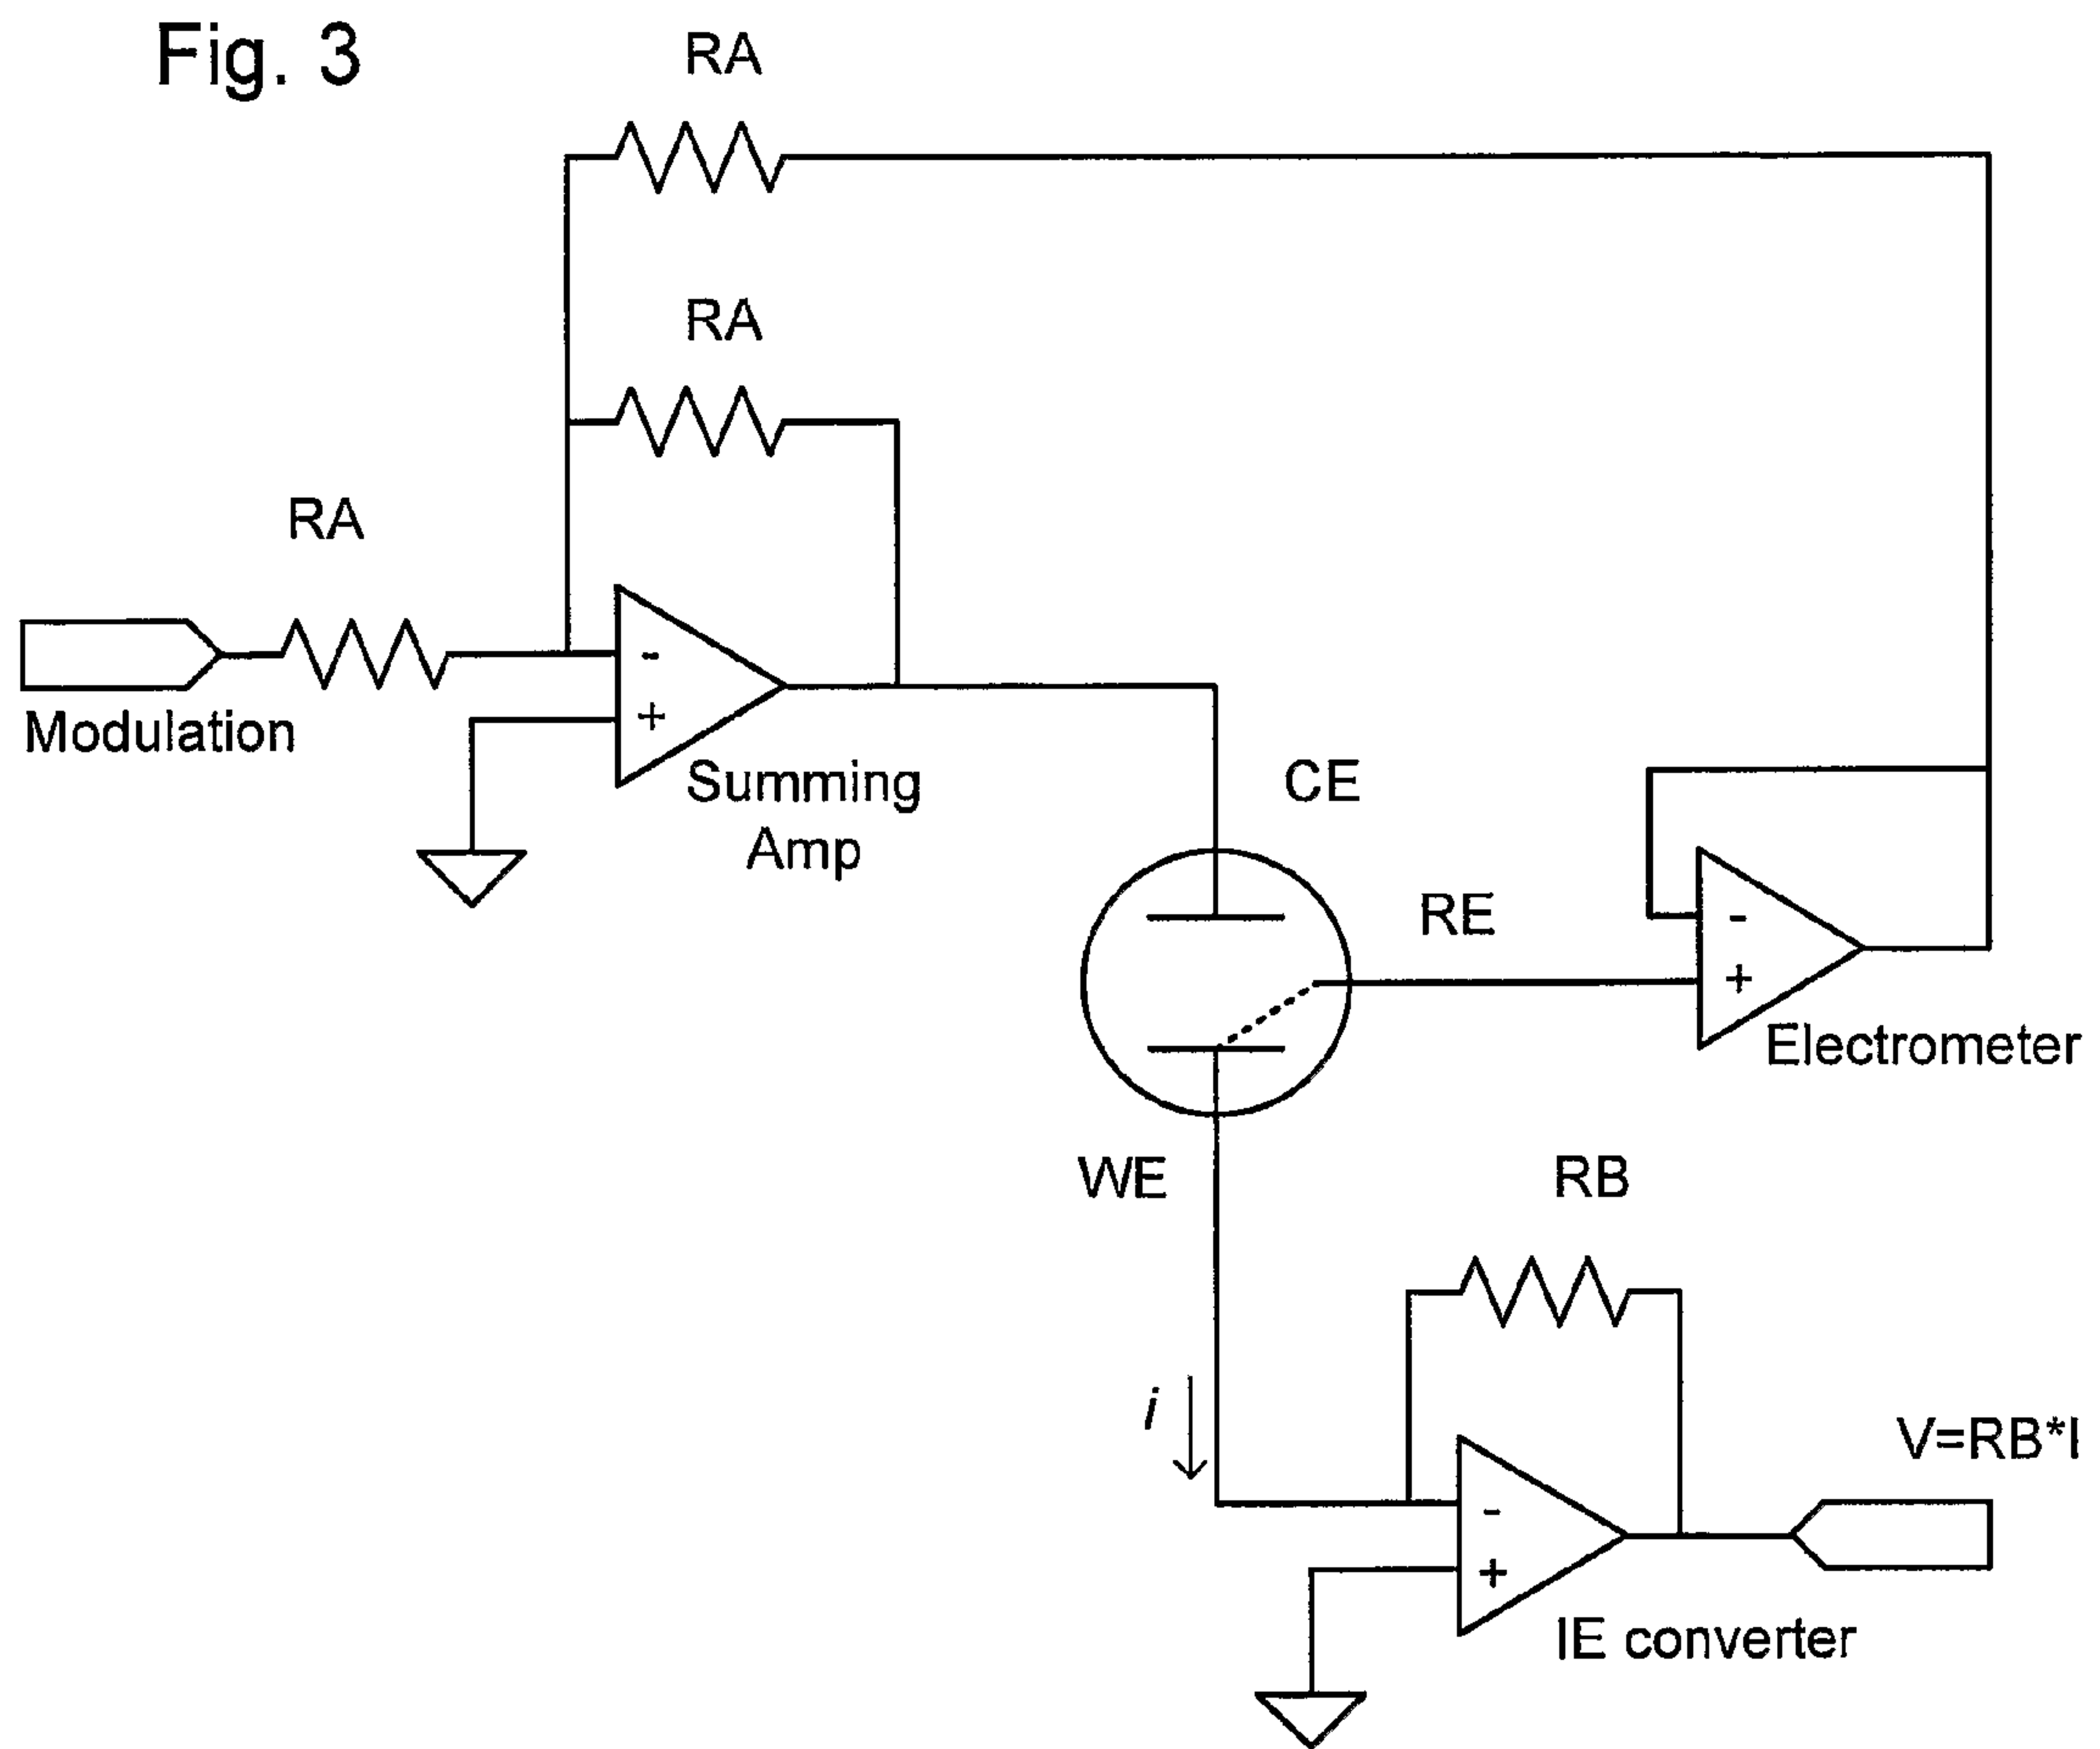 Fig. 3
RA
RA
RA
-
+
Modulation
Summing
Amp
CE
RE
-
+
Electrometer
WE
RB
i
V=RB*I
-
+
IE converter